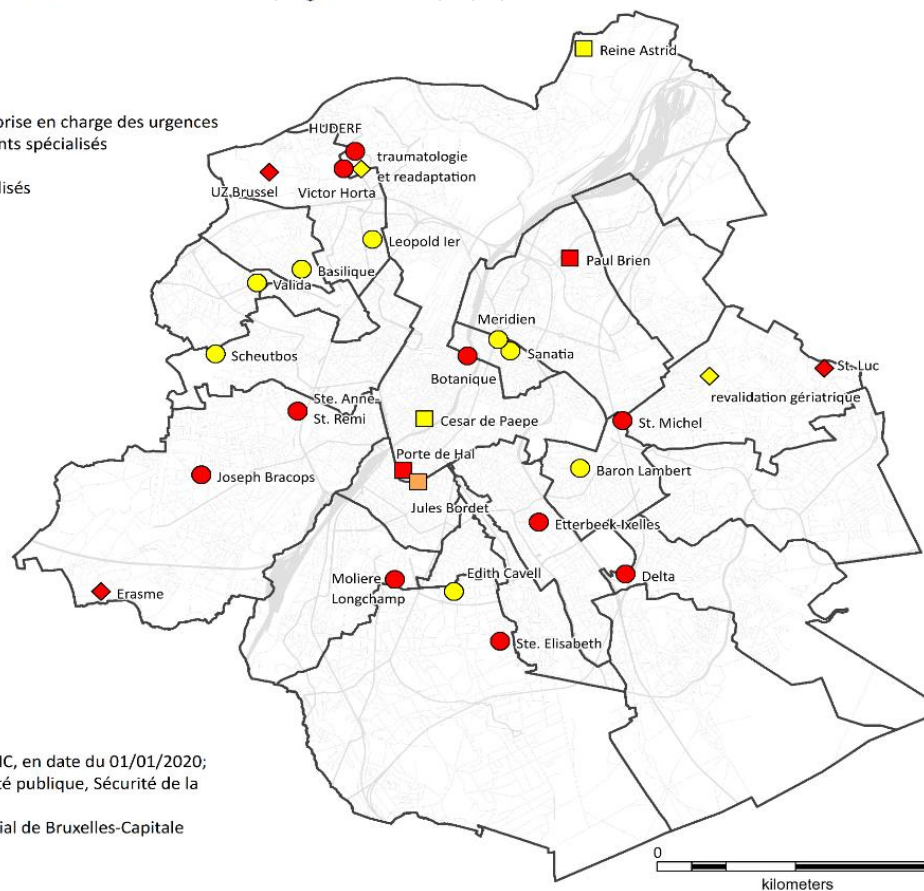 Reine Astrid
prise en charge des urgences
HUDERF
nts spécialisés
traumatologie
et readaptation
lisés
UZ Brussel
Victor Horta
Leopold Ier
Paul Brien
Basilique
Valida
Meridien
Scheutbos
Sanatia
St. Luc
Botanique
revalidation gériatrique
Ste. Anne
St. Remi
Cesar de Paepe
St. Michel
Porte de Hal
Baron Lambert
Joseph Bracops
Jules Bordet
Etterbeek-Ixelles
Edith Cavell
Moliere
Longchamp
Delta
Erasme
Ste. Elisabeth
IC, en date du 01/01/2020;
té publique, Sécurité de la
ial de Bruxelles-Capitale
0
kilometers